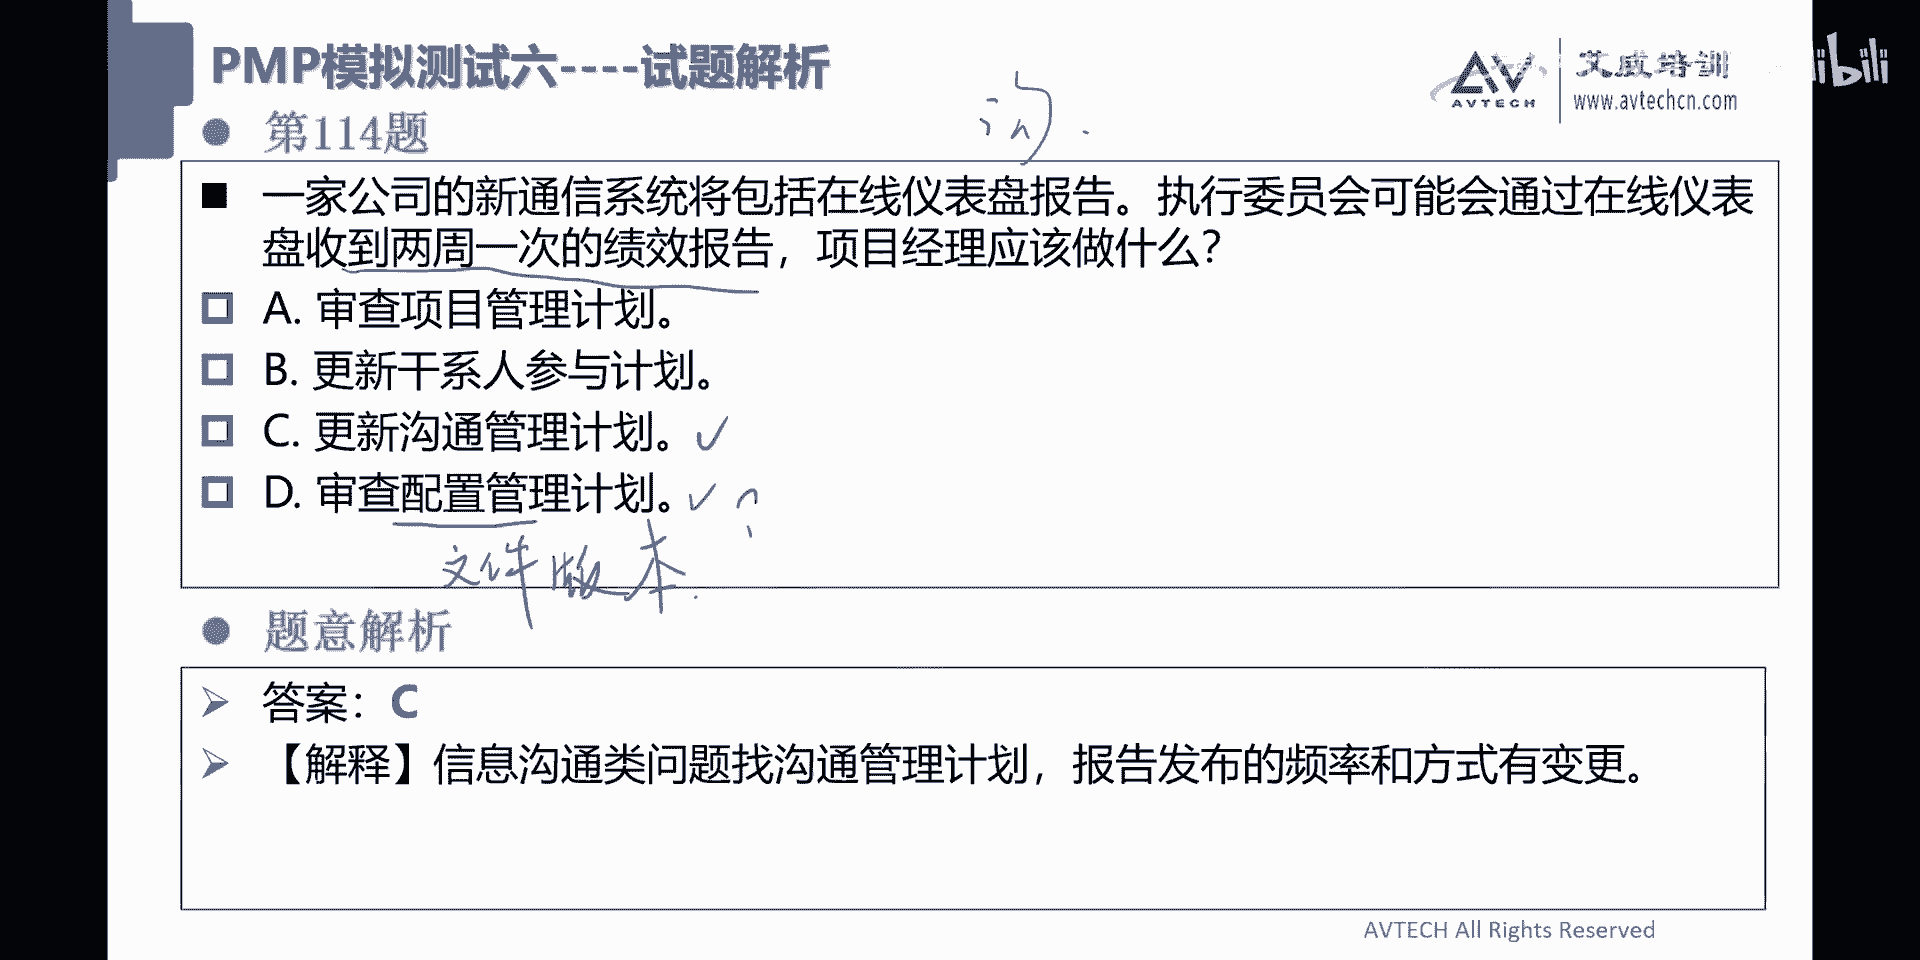 PMP模拟测试六----试题解析
AVTECH
艾威培训
www.avtechcn.com
libili
第114题
一家公司的新通信系统将包括在线仪表盘报告。执行委员会可能会通过在线仪表
盘收到两周一次的绩效报告，项目经理应该做什么？
A. 审查项目管理计划。
B. 更新干系人参与计划。
C. 更新沟通管理计划。✓
D. 审查配置管理计划。✓
文件版本.
题意解析
答案：C
【解释】信息沟通类问题找沟通管理计划，报告发布的频率和方式有变更。
AVTECH All Rights Reserved